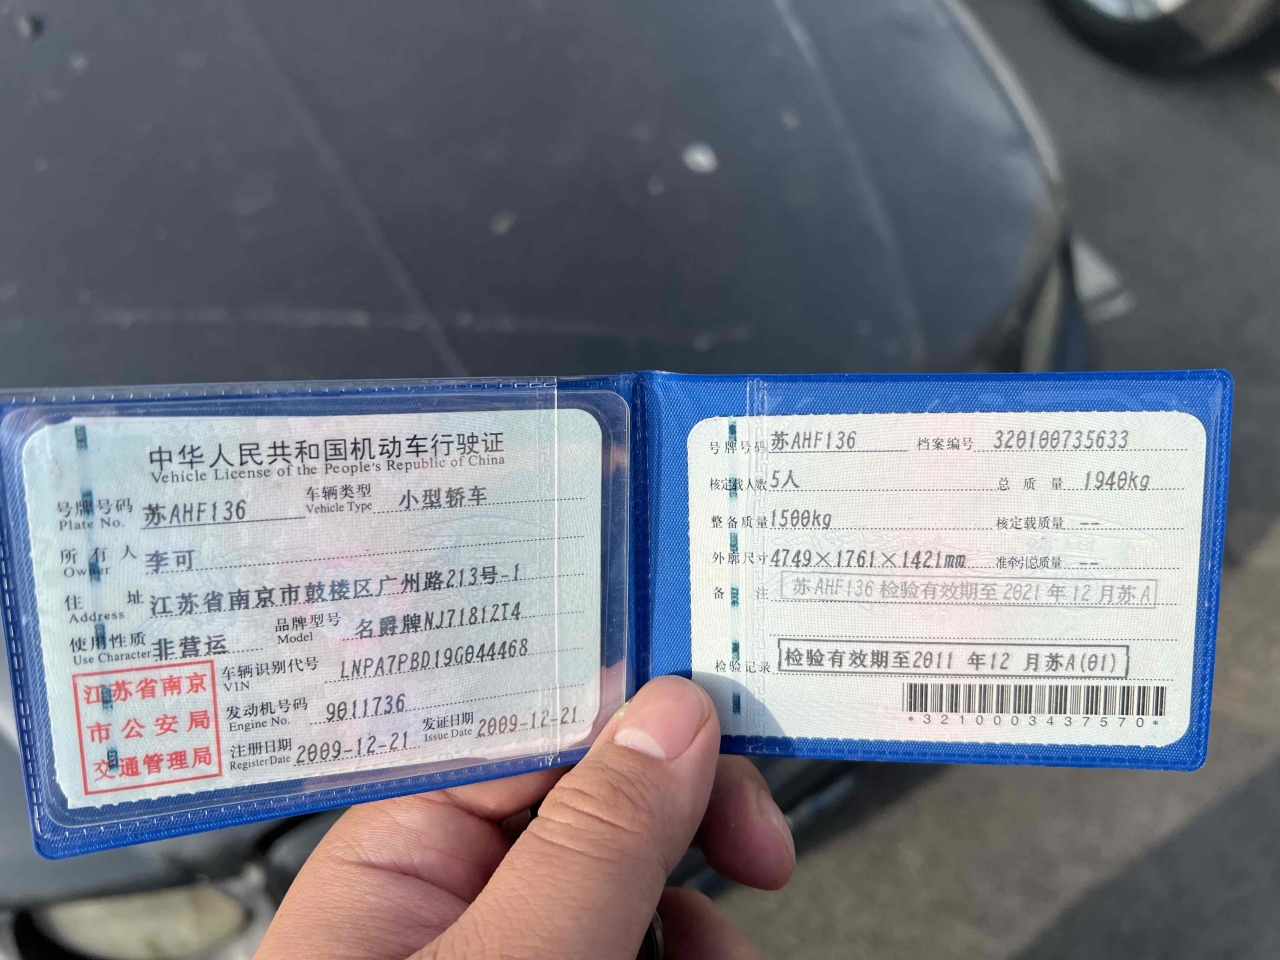 中华人民共和国机动车行驶证
Vehicle License of the People's Republic of China
号牌号码 苏AHF136 车辆类型 小型轿车
Plate No. Vehicle Type
所有人 李可
Owner
住址 江苏省南京市鼓楼区广州路213号-1
Address
使用性质 非营运 品牌型号 名爵牌NJ71812T4
Use Character Model
江苏省南京
市公安局
交通管理局
车辆识别代号 LNPA7PBD19G044468
VIN
发动机号码 9011736
Engine No.
注册日期 2009-12-21 发证日期 2009-12-21
Register Date Issue Date
号牌号码 苏AHF136 档案编号 320100735633
核定载人数 5人 总质量 1940kg
整备质量 1500kg 核定载质量 --
外廓尺寸 4749×1761×1421mm 准牵引总质量 --
备注 苏AHF136检验有效期至2021年12月苏A
检验记录 检验有效期至2011 年12 月苏A(01)
*3210003437570*